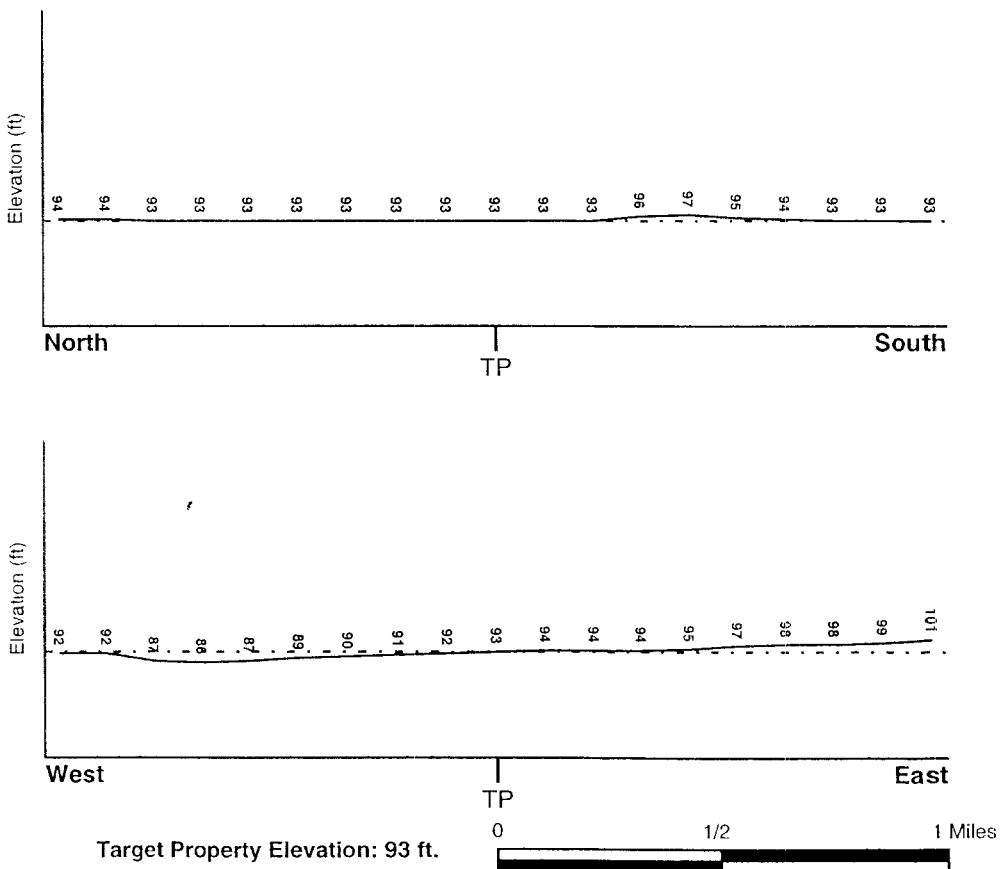 Elevation (ft)
94 94 93 93 93 93 93 93 93 93 93 93 96 97 95 94 93 93 93
North South
TP
Elevation (ft)
92 92 87 86 87 89 90 91 92 93 94 94 94 95 97 98 98 99 101
West East
TP
Target Property Elevation: 93 ft.
0 1/2 1 Miles